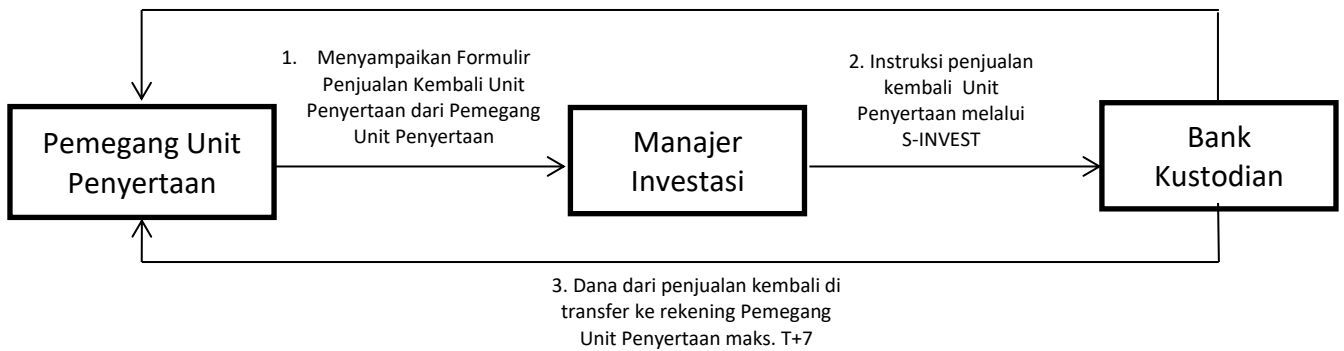 1. Menyampaikan Formulir
Penjualan Kembali Unit
Penyertaan dari Pemegang
Unit Penyertaan
2. Instruksi penjualan
kembali Unit
Penyertaan melalui
S-INVEST
Pemegang Unit
Penyertaan
Manajer
Investasi
Bank
Kustodian
3. Dana dari penjualan kembali di
transfer ke rekening Pemegang
Unit Penyertaan maks. T+7